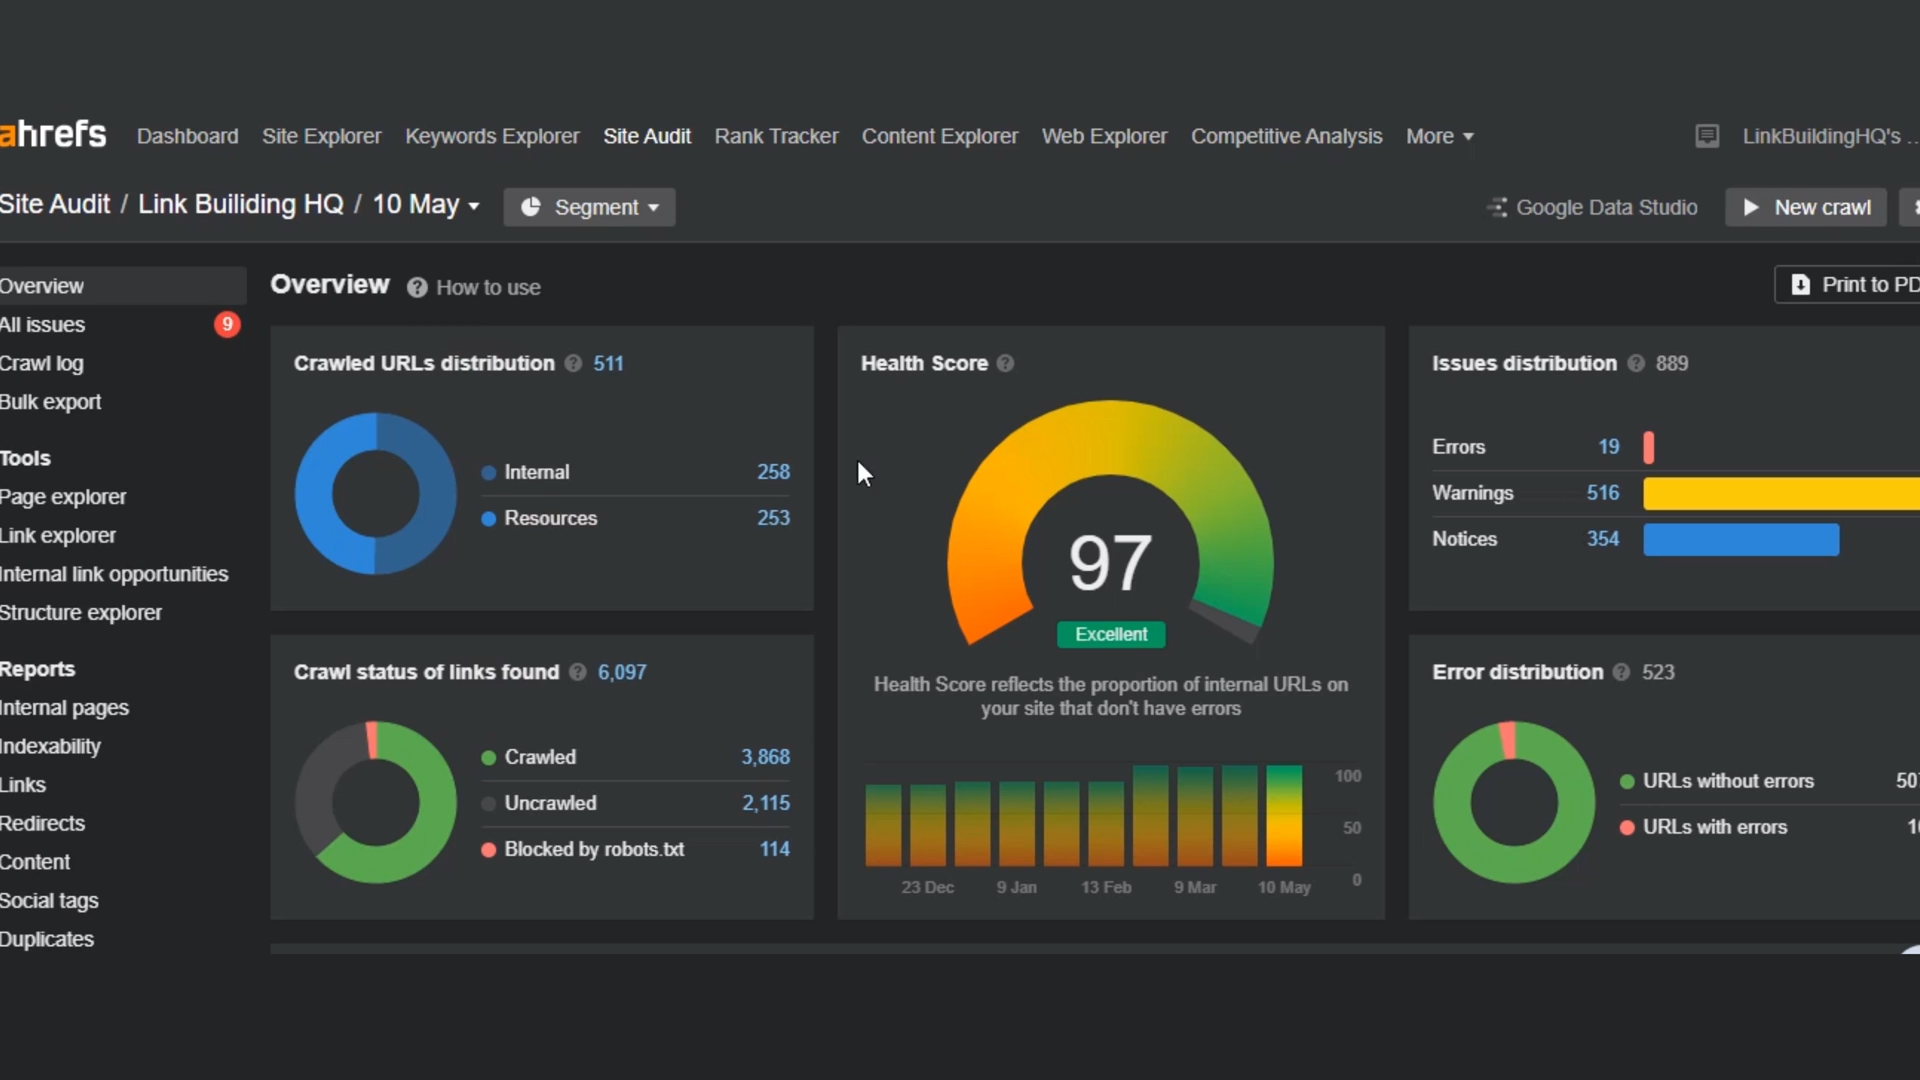 ahrefs Dashboard Site Explorer Keywords Explorer Site Audit Rank Tracker Content Explorer Web Explorer Competitive Analysis More LinkBuildingHQ's ...
Site Audit / Link Builiding HQ / 10 May Segment Google Data Studio New crawl
Overview
All issues 9
Crawl log
Bulk export
Tools
Page explorer
Link explorer
Internal link opportunities
Structure explorer
Reports
Internal pages
Indexability
Links
Redirects
Content
Social tags
Duplicates
Overview ? How to use
Print to PD
Crawled URLs distribution ? 511
Internal 258
Resources 253
Crawl status of links found ? 6,097
Crawled 3,868
Uncrawled 2,115
Blocked by robots.txt 114
Health Score ?
97
Excellent
Health Score reflects the proportion of internal URLs on
your site that don't have errors
100
50
0
23 Dec 9 Jan 13 Feb 9 Mar 10 May
Issues distribution ? 889
Errors 19
Warnings 516
Notices 354
Error distribution ? 523
URLs without errors 507
URLs with errors